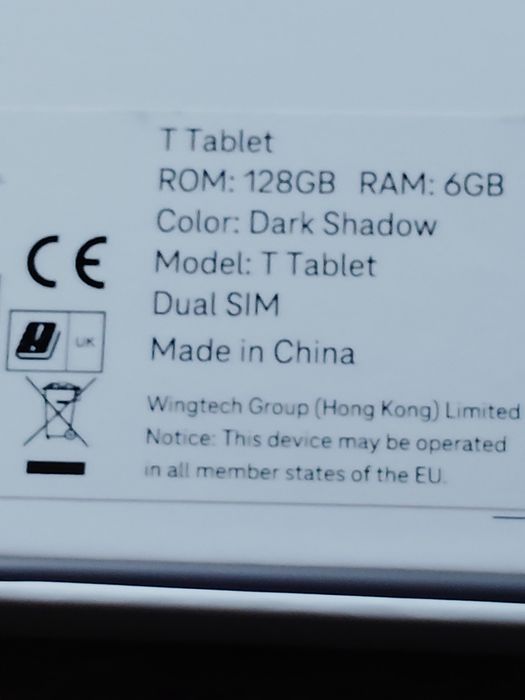 T Tablet
ROM: 128GB RAM: 6GB
Color: Dark Shadow
Model: T Tablet
Dual SIM
Made in China
UK
Wingtech Group (Hong Kong) Limited
Notice: This device may be operated
in all member states of the EU.
CE